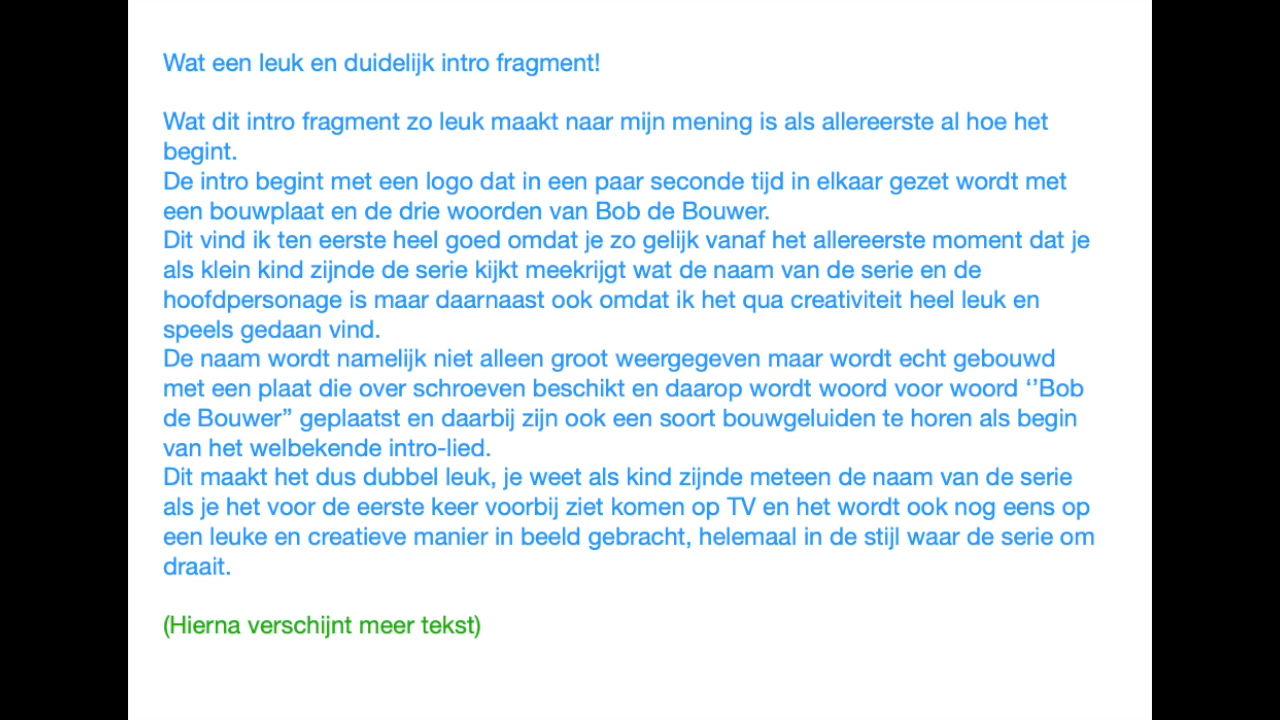 Wat een leuk en duidelijk intro fragment!
Wat dit intro fragment zo leuk maakt naar mijn mening is als allereerste al hoe het
begint.
De intro begint met een logo dat in een paar seconde tijd in elkaar gezet wordt met
een bouwplaat en de drie woorden van Bob de Bouwer.
Dit vind ik ten eerste heel goed omdat je zo gelijk vanaf het allereerste moment dat je
als klein kind zijnde de serie kijkt meekrijgt wat de naam van de serie en de
hoofdpersonage is maar daarnaast ook omdat ik het qua creativiteit heel leuk en
speels gedaan vind.
De naam wordt namelijk niet alleen groot weergegeven maar wordt echt gebouwd
met een plaat die over schroeven beschikt en daarop wordt woord voor woord ‘’Bob
de Bouwer” geplaatst en daarbij zijn ook een soort bouwgeluiden te horen als begin
van het welbekende intro-lied.
Dit maakt het dus dubbel leuk, je weet als kind zijnde meteen de naam van de serie
als je het voor de eerste keer voorbij ziet komen op TV en het wordt ook nog eens op
een leuke en creatieve manier in beeld gebracht, helemaal in de stijl waar de serie om
draait.
(Hierna verschijnt meer tekst)